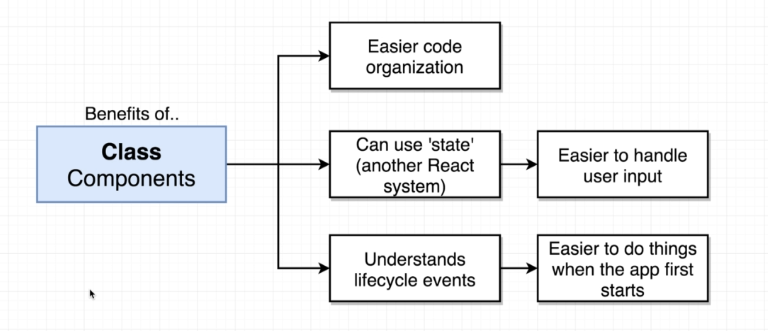 Benefits of..
Class
Components
Easier code
organization
Can use 'state'
(another React
system)
Easier to handle
user input
Understands
lifecycle events
Easier to do things
when the app first
starts